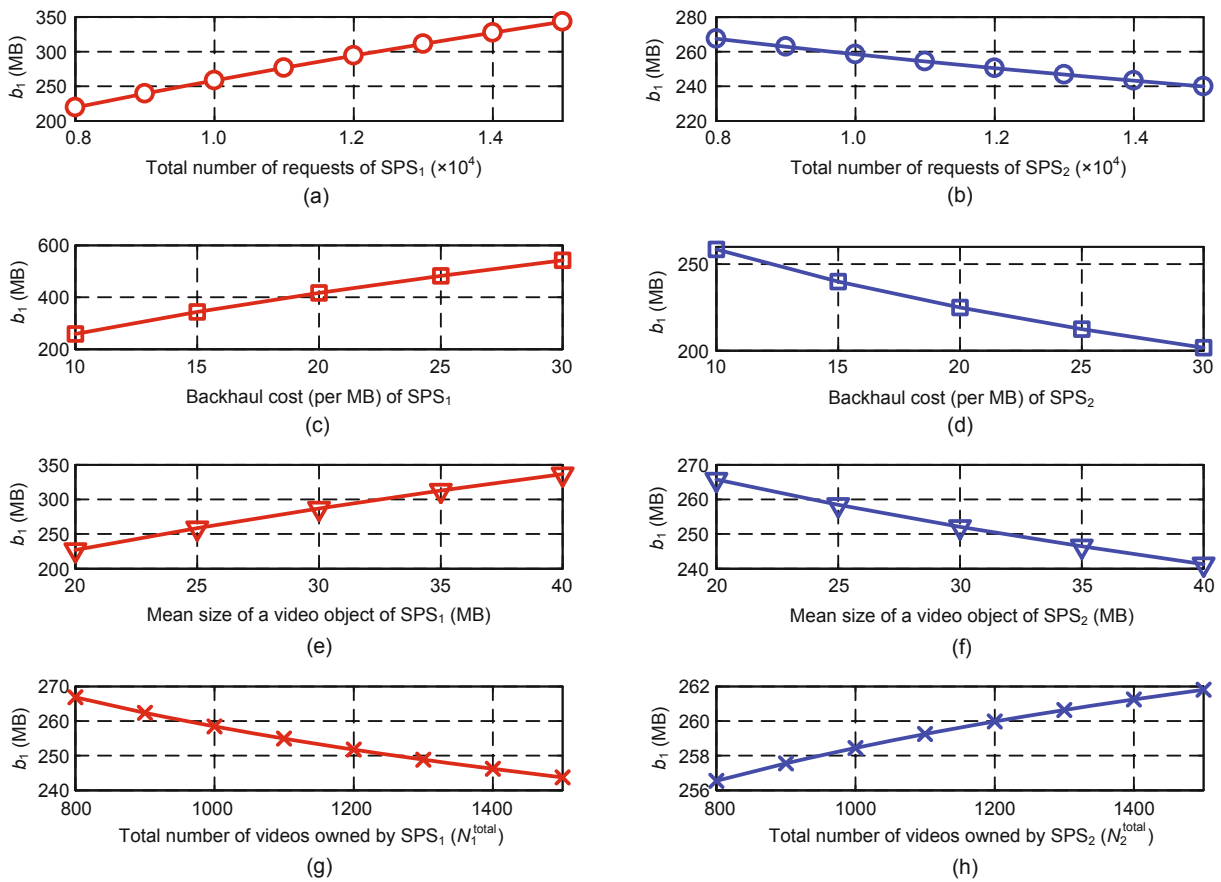 350
300
250
200
b₁ (MB)
0.8 1.0 1.2 1.4
Total number of requests of SPS₁ (×10⁴)
(a)
280
260
240
220
b₁ (MB)
0.8 1.0 1.2 1.4
Total number of requests of SPS₂ (×10⁴)
(b)
600
400
200
b₁ (MB)
10 15 20 25 30
Backhaul cost (per MB) of SPS₁
(c)
250
200
b₁ (MB)
10 15 20 25 30
Backhaul cost (per MB) of SPS₂
(d)
350
300
250
200
b₁ (MB)
20 25 30 35 40
Mean size of a video object of SPS₁ (MB)
(e)
270
260
250
240
b₁ (MB)
20 25 30 35 40
Mean size of a video object of SPS₂ (MB)
(f)
270
260
250
240
b₁ (MB)
800 1000 1200 1400
Total number of videos owned by SPS₁ (N₁^total)
(g)
262
260
258
256
b₁ (MB)
800 1000 1200 1400
Total number of videos owned by SPS₂ (N₂^total)
(h)